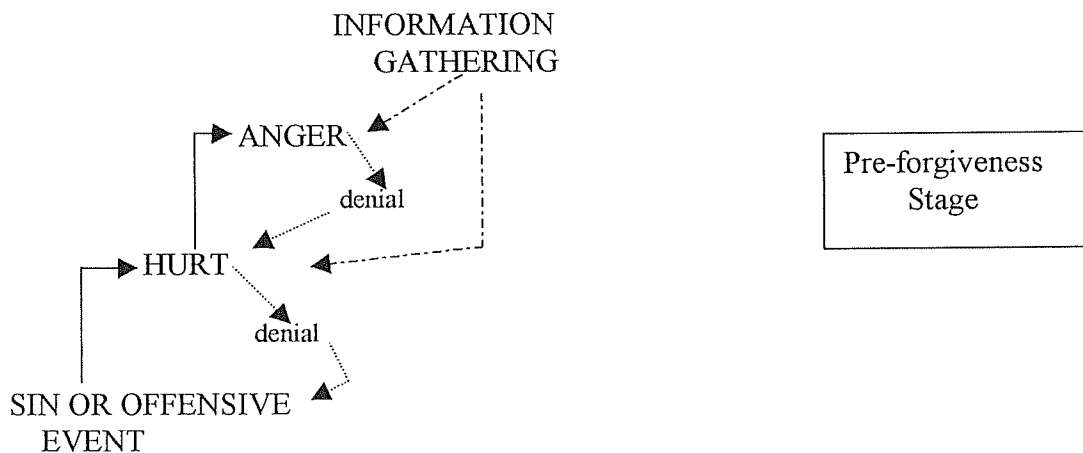 INFORMATION
GATHERING
ANGER
denial
Pre-forgiveness
Stage
HURT
denial
SIN OR OFFENSIVE
EVENT